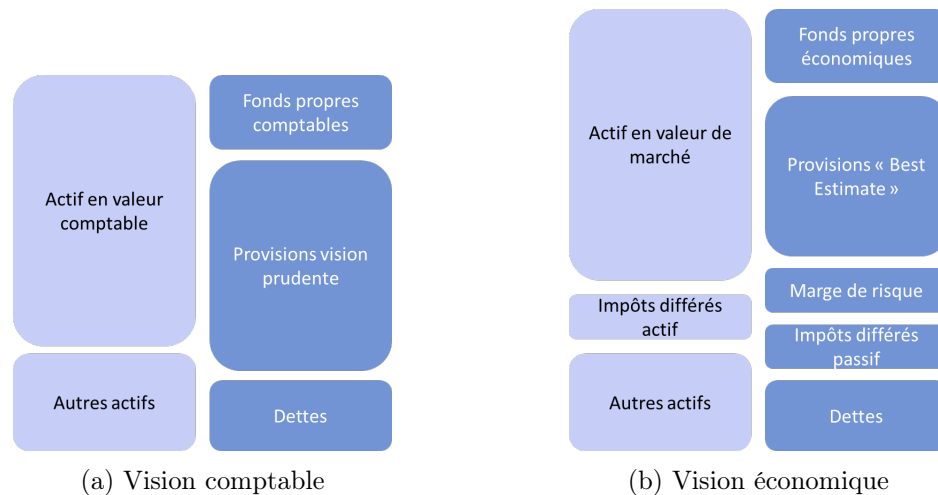 Fonds propres
comptables
Actif en valeur
comptable
Provisions vision
prudente
Autres actifs
Dettes
(a) Vision comptable
Fonds propres
économiques
Actif en valeur de
marché
Provisions « Best
Estimate »
Marge de risque
Impôts différés
actif
Impôts différés
passif
Autres actifs
Dettes
(b) Vision économique